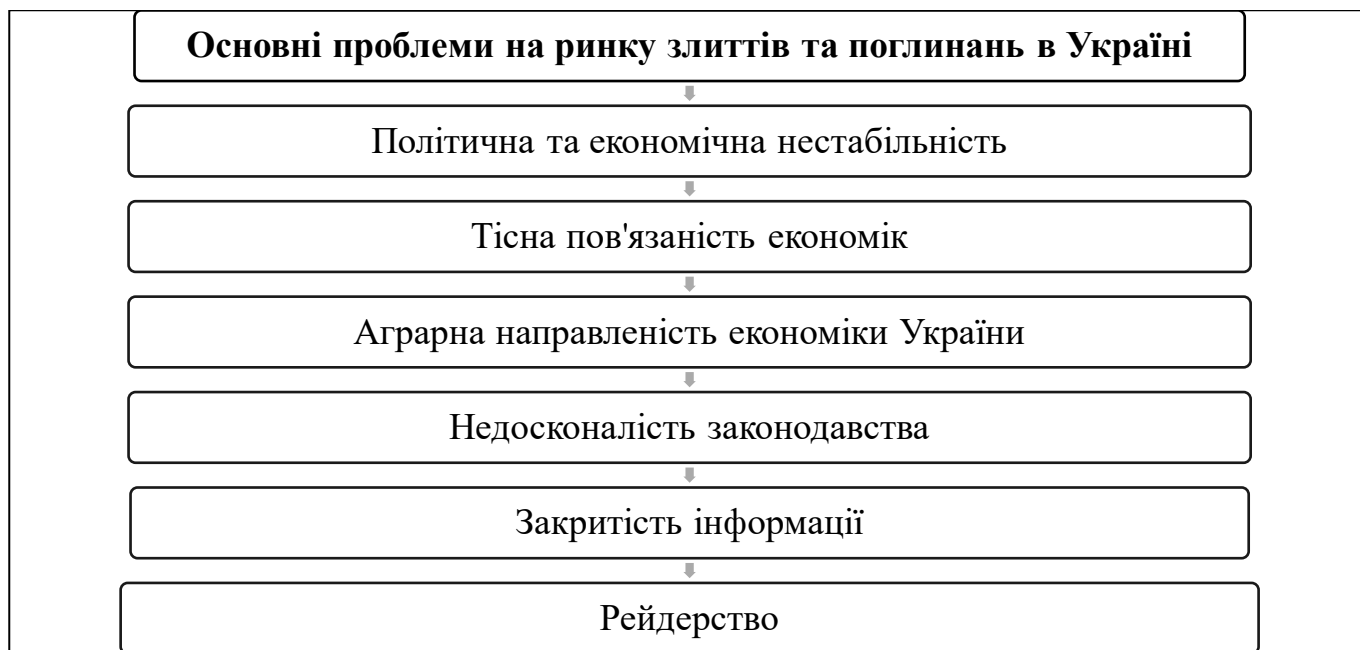 Основні проблеми на ринку злиттів та поглинань в Україні
Політична та економічна нестабільність
Тісна пов'язаність економік
Аграрна направленість економіки України
Недосконалість законодавства
Закритість інформації
Рейдерство